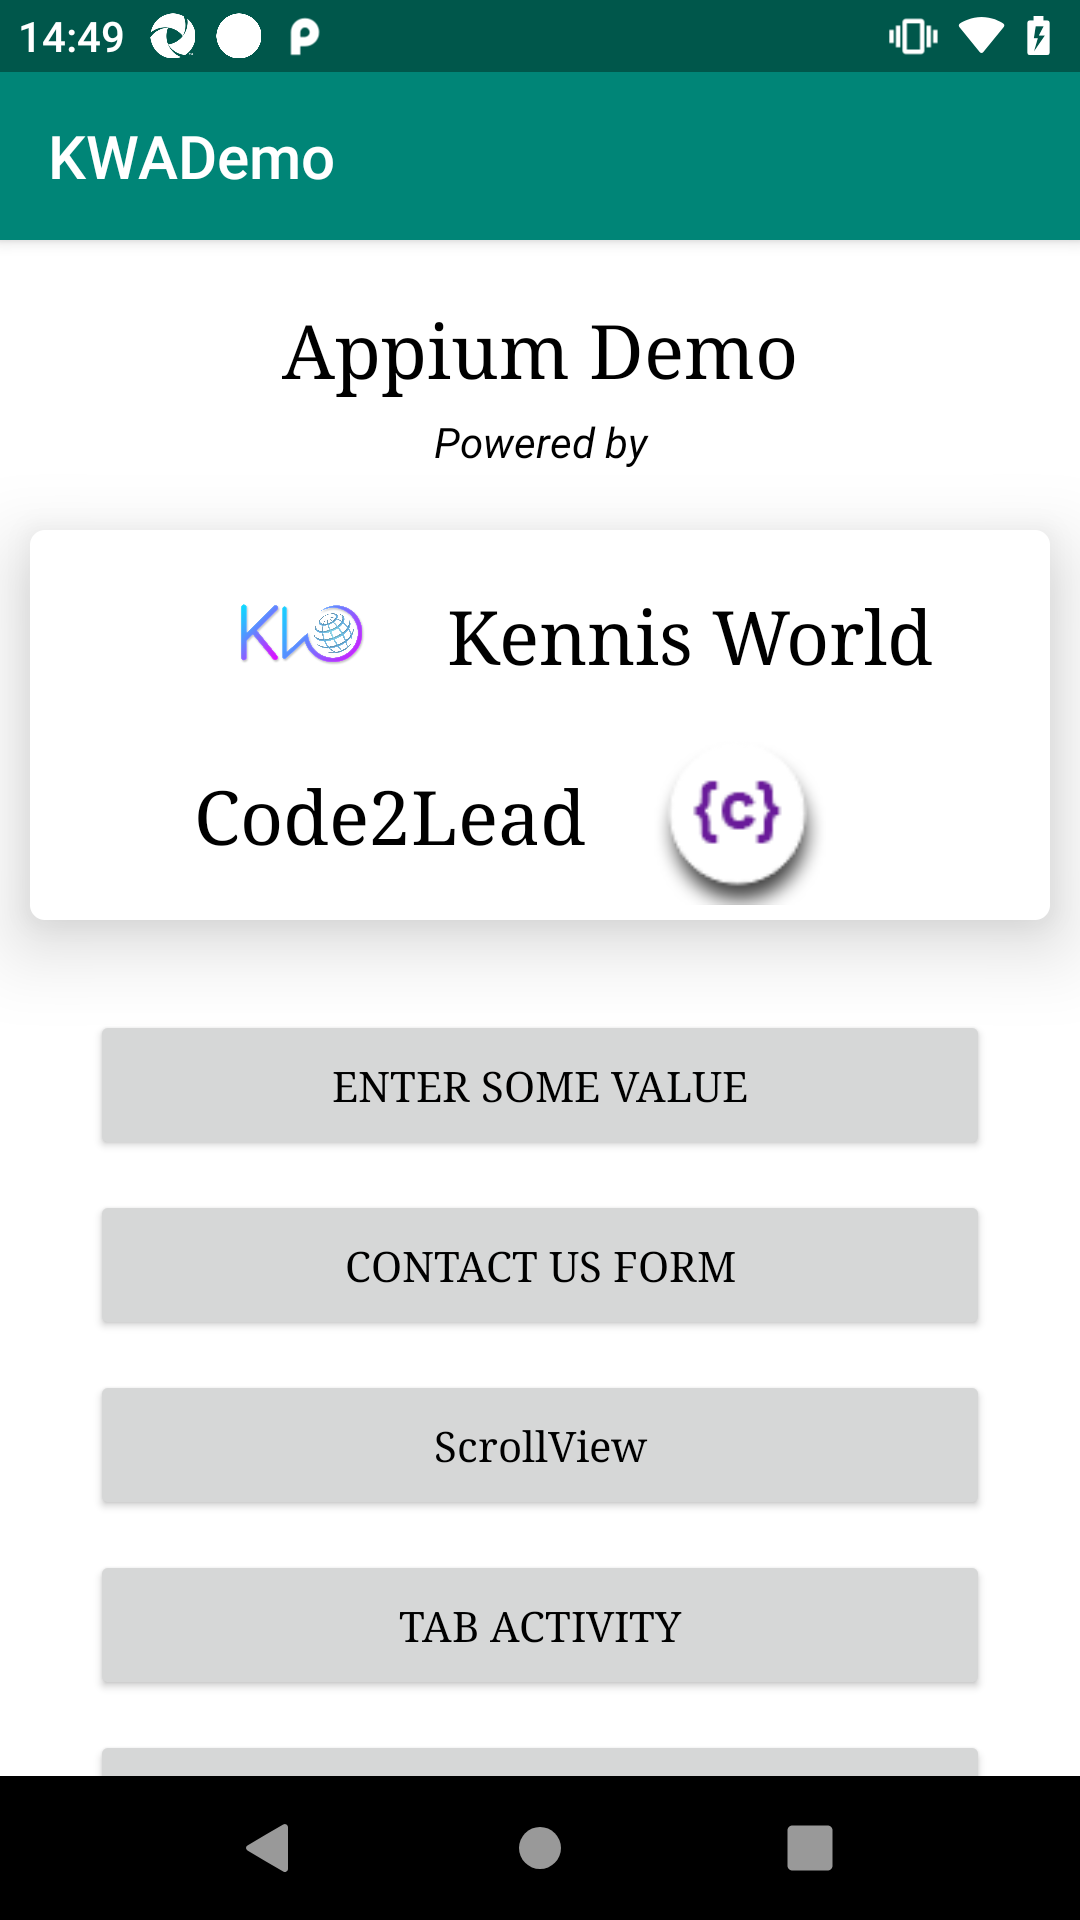 14:49
KWADemo
Appium Demo
Powered by
KWO
Kennis World
Code2Lead
{c}
ENTER SOME VALUE
CONTACT US FORM
ScrollView
TAB ACTIVITY